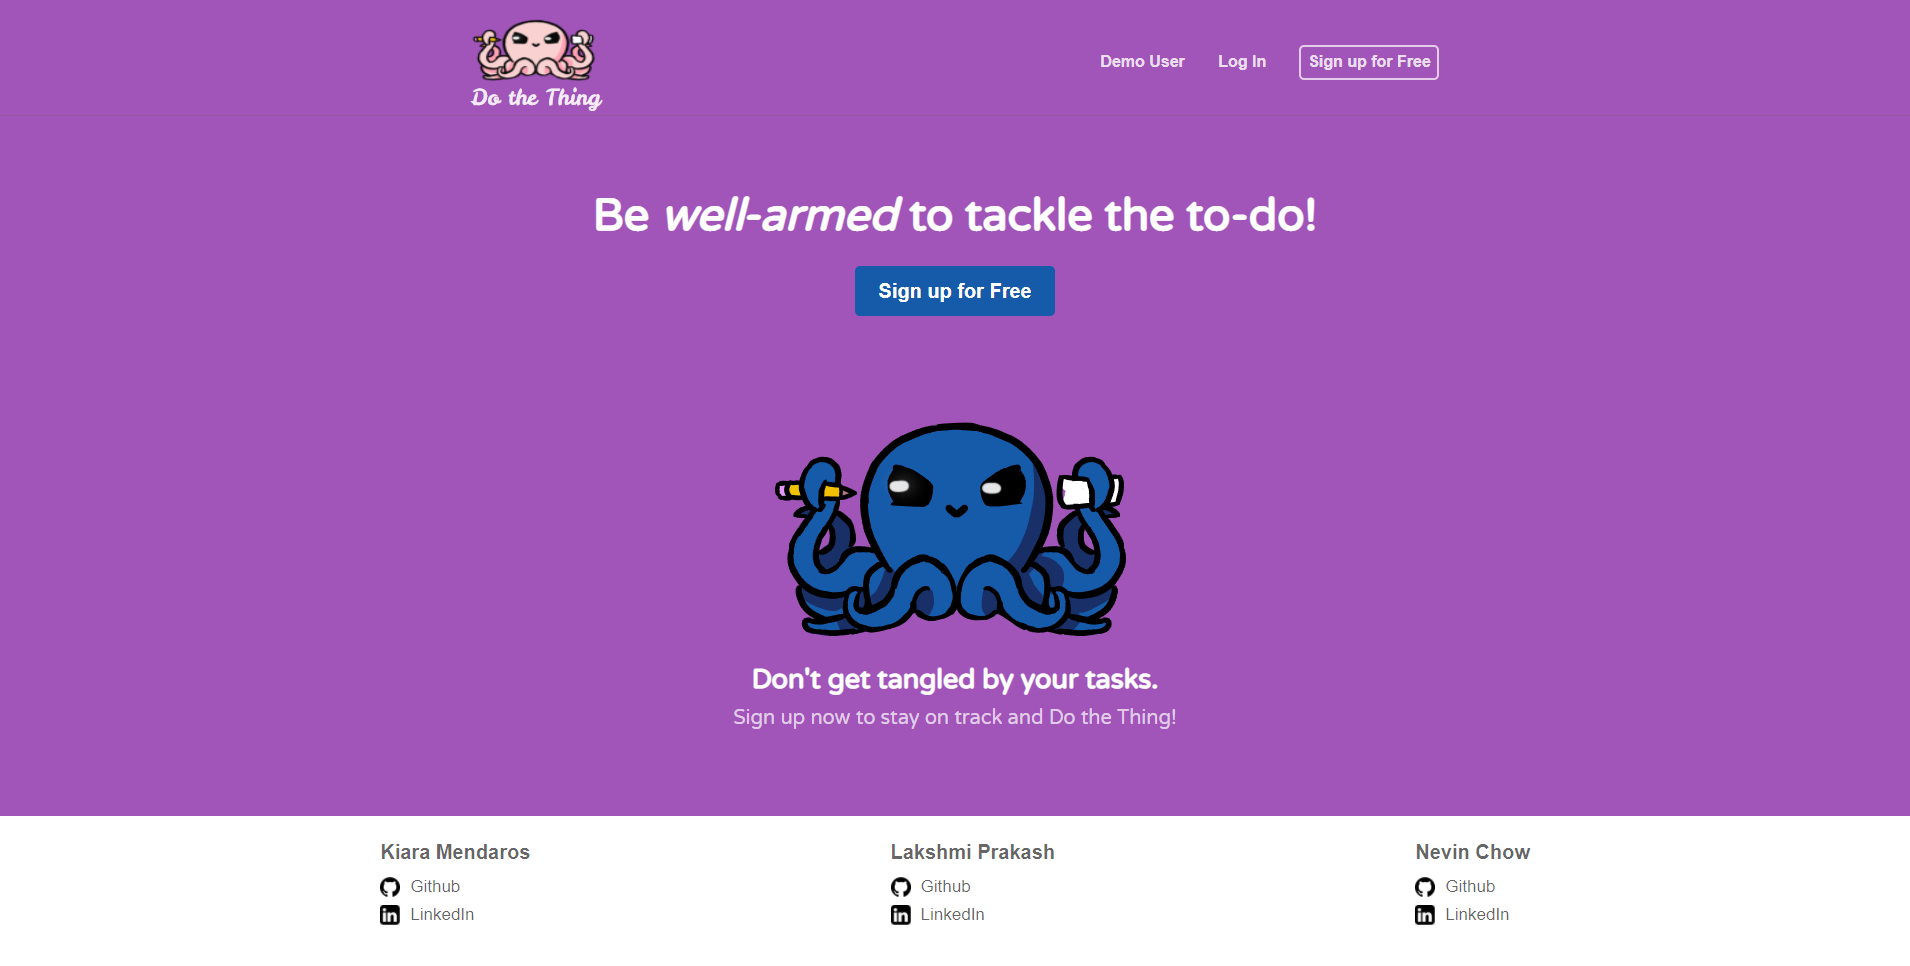 Do the Thing
Demo User
Log In
Sign up for Free
Be well-armed to tackle the to-do!
Sign up for Free
Don't get tangled by your tasks.
Sign up now to stay on track and Do the Thing!
Kiara Mendaros
Github
LinkedIn
Lakshmi Prakash
Github
LinkedIn
Nevin Chow
Github
LinkedIn